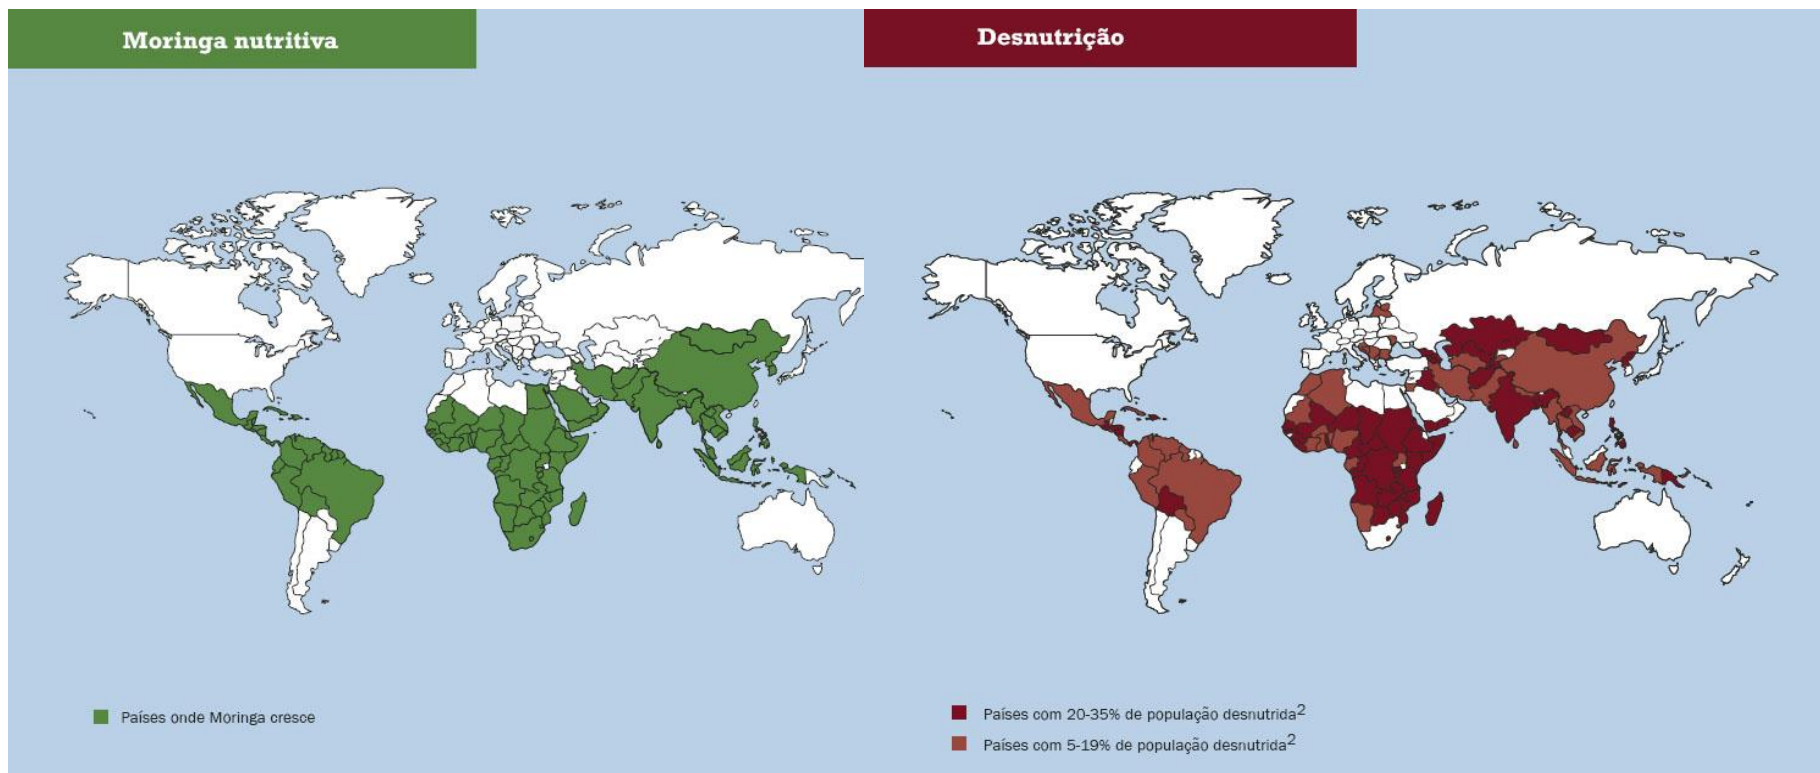 Moringa nutritiva
Desnutrição
Países onde Moringa cresce
Países com 20-35% de população desnutrida2
Países com 5-19% de população desnutrida2